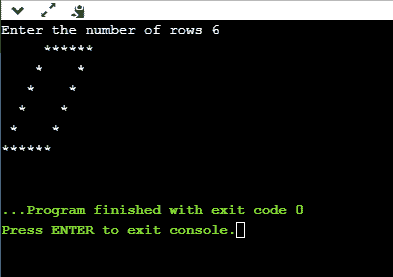 Enter the number of rows 6
     ******
    *    *
   *    *
  *    *
 *    *
******
...Program finished with exit code 0
Press ENTER to exit console.